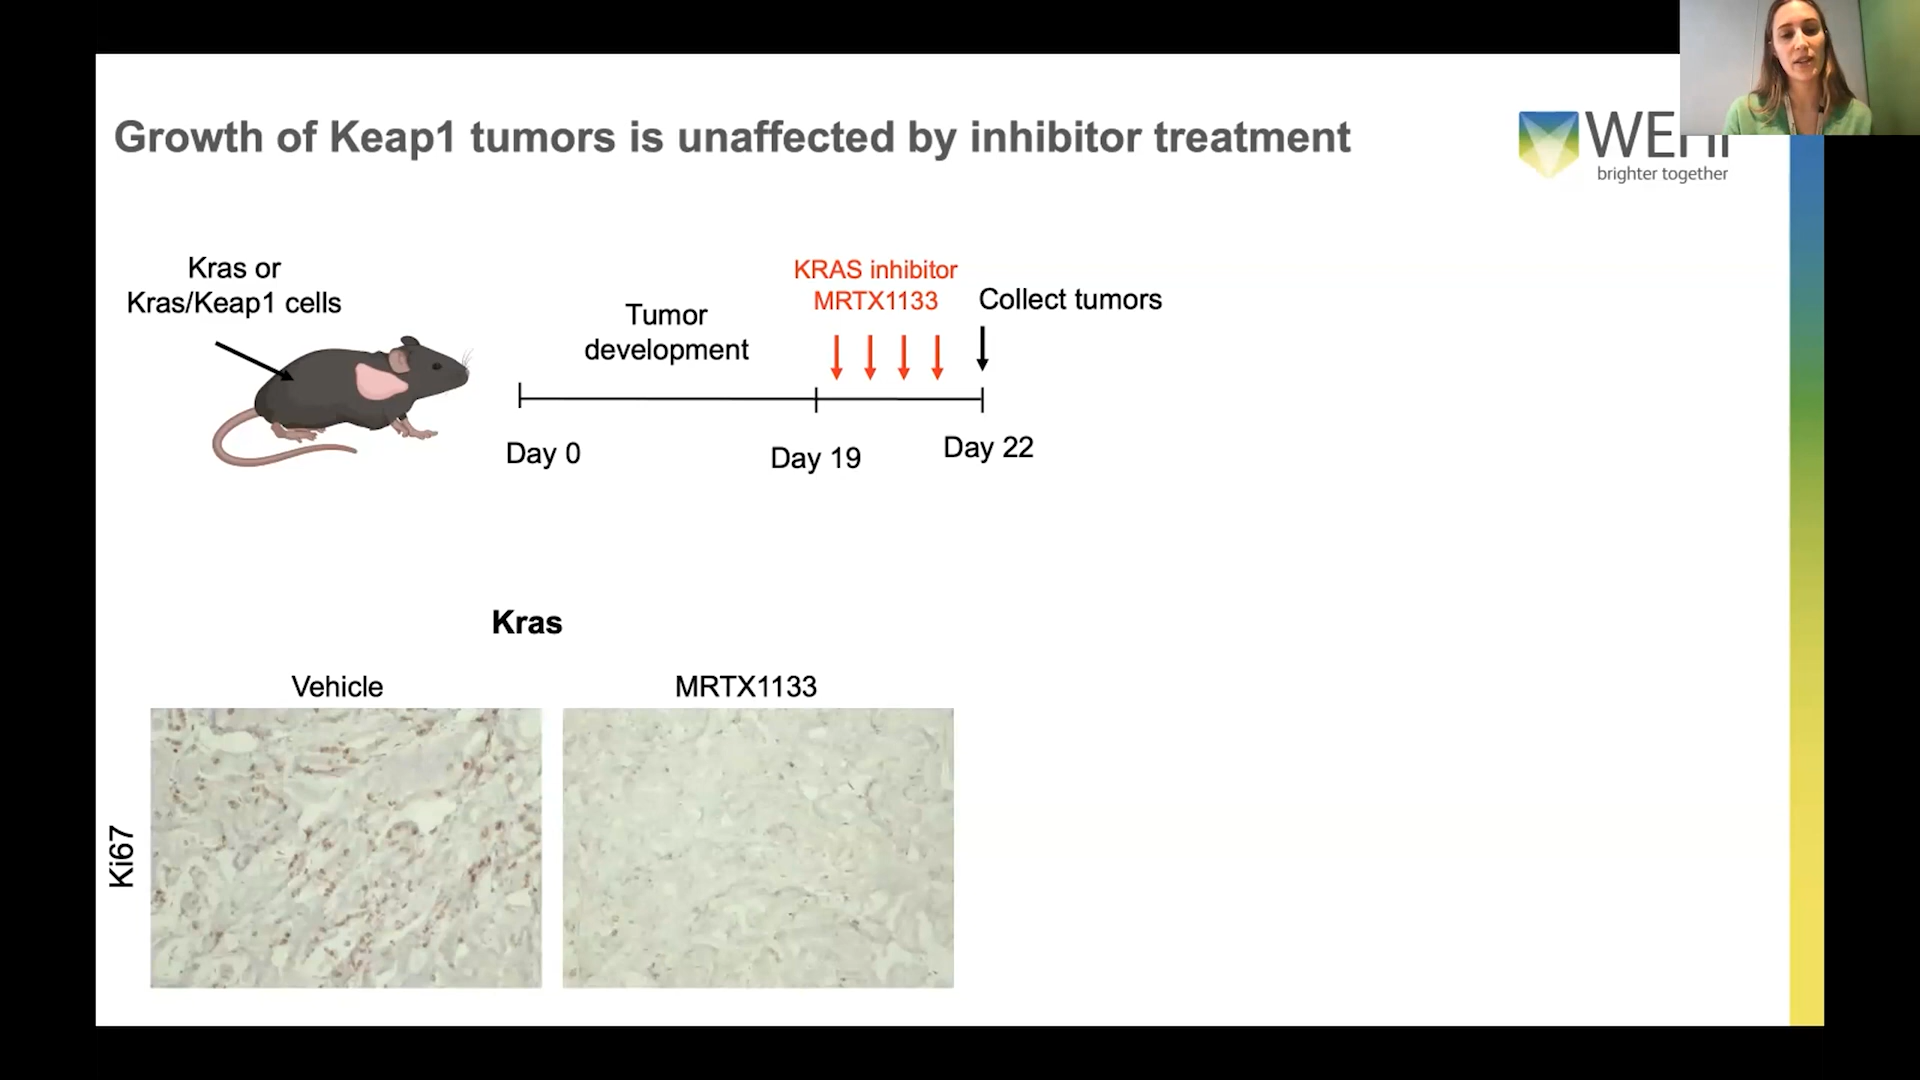 Growth of Keap1 tumors is unaffected by inhibitor treatment
WEHI
brighter together
Kras or
Kras/Keap1 cells
Tumor
development
KRAS inhibitor
MRTX1133
Collect tumors
Day 0
Day 19
Day 22
Kras
Vehicle
MRTX1133
Ki67